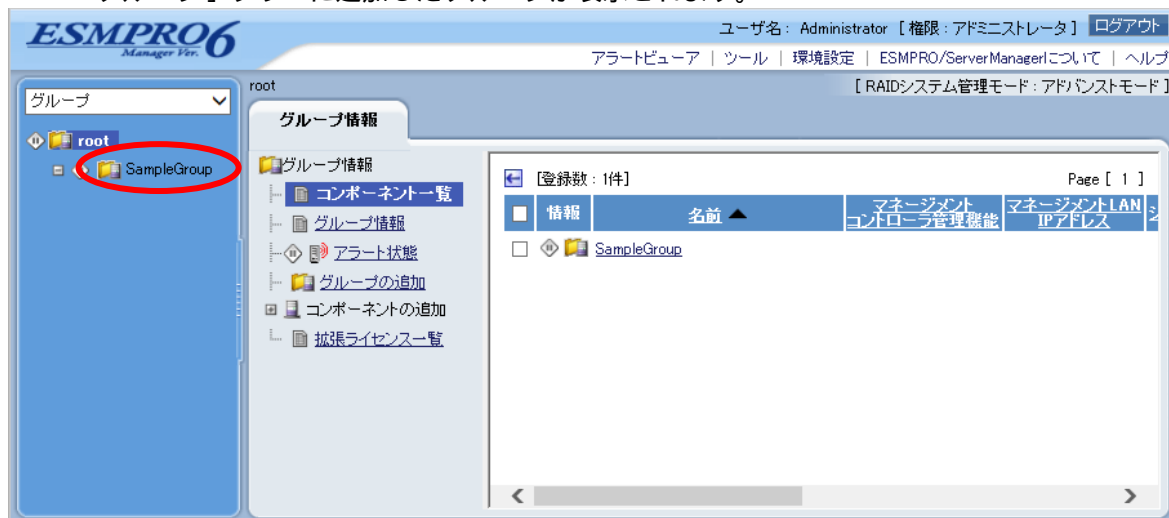 ESMPRO6
Manager Ver.
ユーザ名: Administrator [権限:アドミニストレータ] ログアウト
アラートビューア | ツール | 環境設定 | ESMPRO/ServerManagerについて | ヘルプ
グループ
root
[ RAIDシステム管理モード : アドバンストモード ]
グループ情報
root
SampleGroup
グループ情報
コンポーネント一覧
グループ情報
アラート状態
グループの追加
コンポーネントの追加
拡張ライセンス一覧
[登録数 : 1件]
Page [ 1 ]
情報
名前 ▲
マネージメント
コントローラ管理機能
マネージメントLAN
IPアドレス
SampleGroup